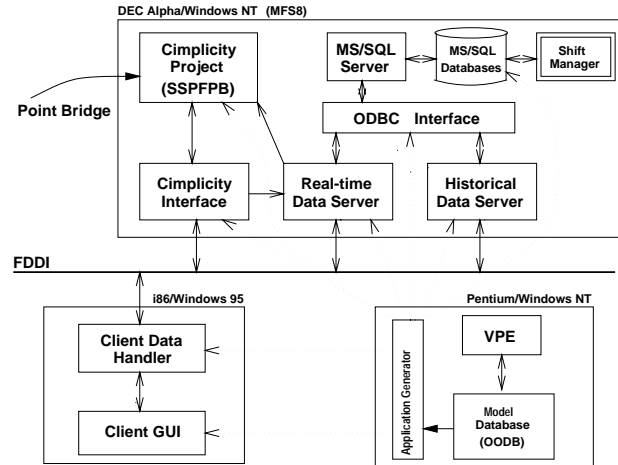 DEC Alpha/Windows NT (MFS8)
Cimplicity
Project
(SSPFPB)
MS/SQL
Server
MS/SQL
Databases
Shift
Manager
Point Bridge
ODBC Interface
Cimplicity
Interface
Real-time
Data Server
Historical
Data Server
FDDI
i86/Windows 95
Pentium/Windows NT
Client Data
Handler
Client GUI
Application Generator
VPE
Model
Database
(OODB)